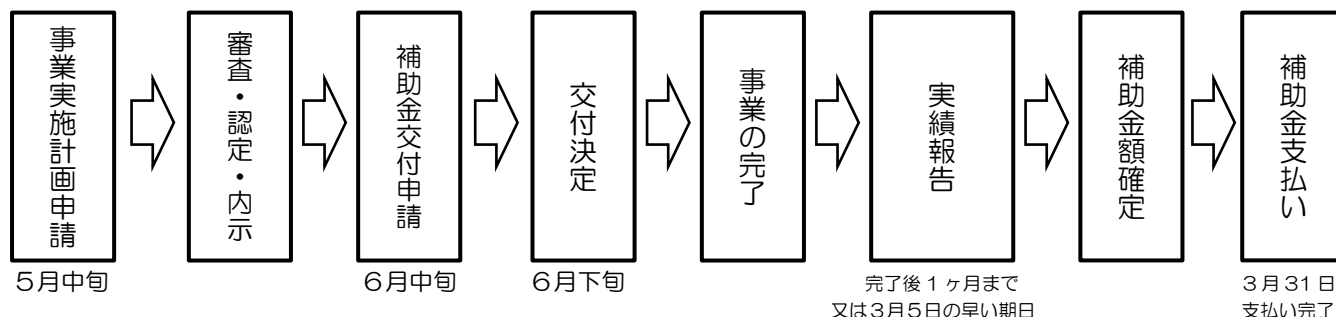 事業実施計画申請
審査・認定・内示
補助金交付申請
交付決定
事業の完了
実績報告
補助金額確定
補助金支払い
5月中旬
6月中旬
6月下旬
完了後1ヶ月まで
又は3月5日の早い期日
3月31日
支払い完了